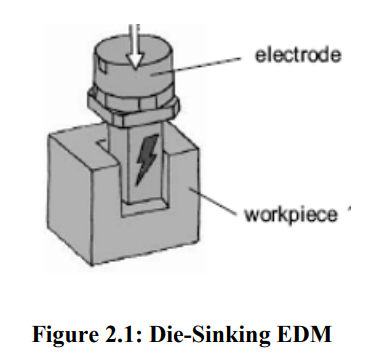 electrode
workpiece
Figure 2.1: Die-Sinking EDM